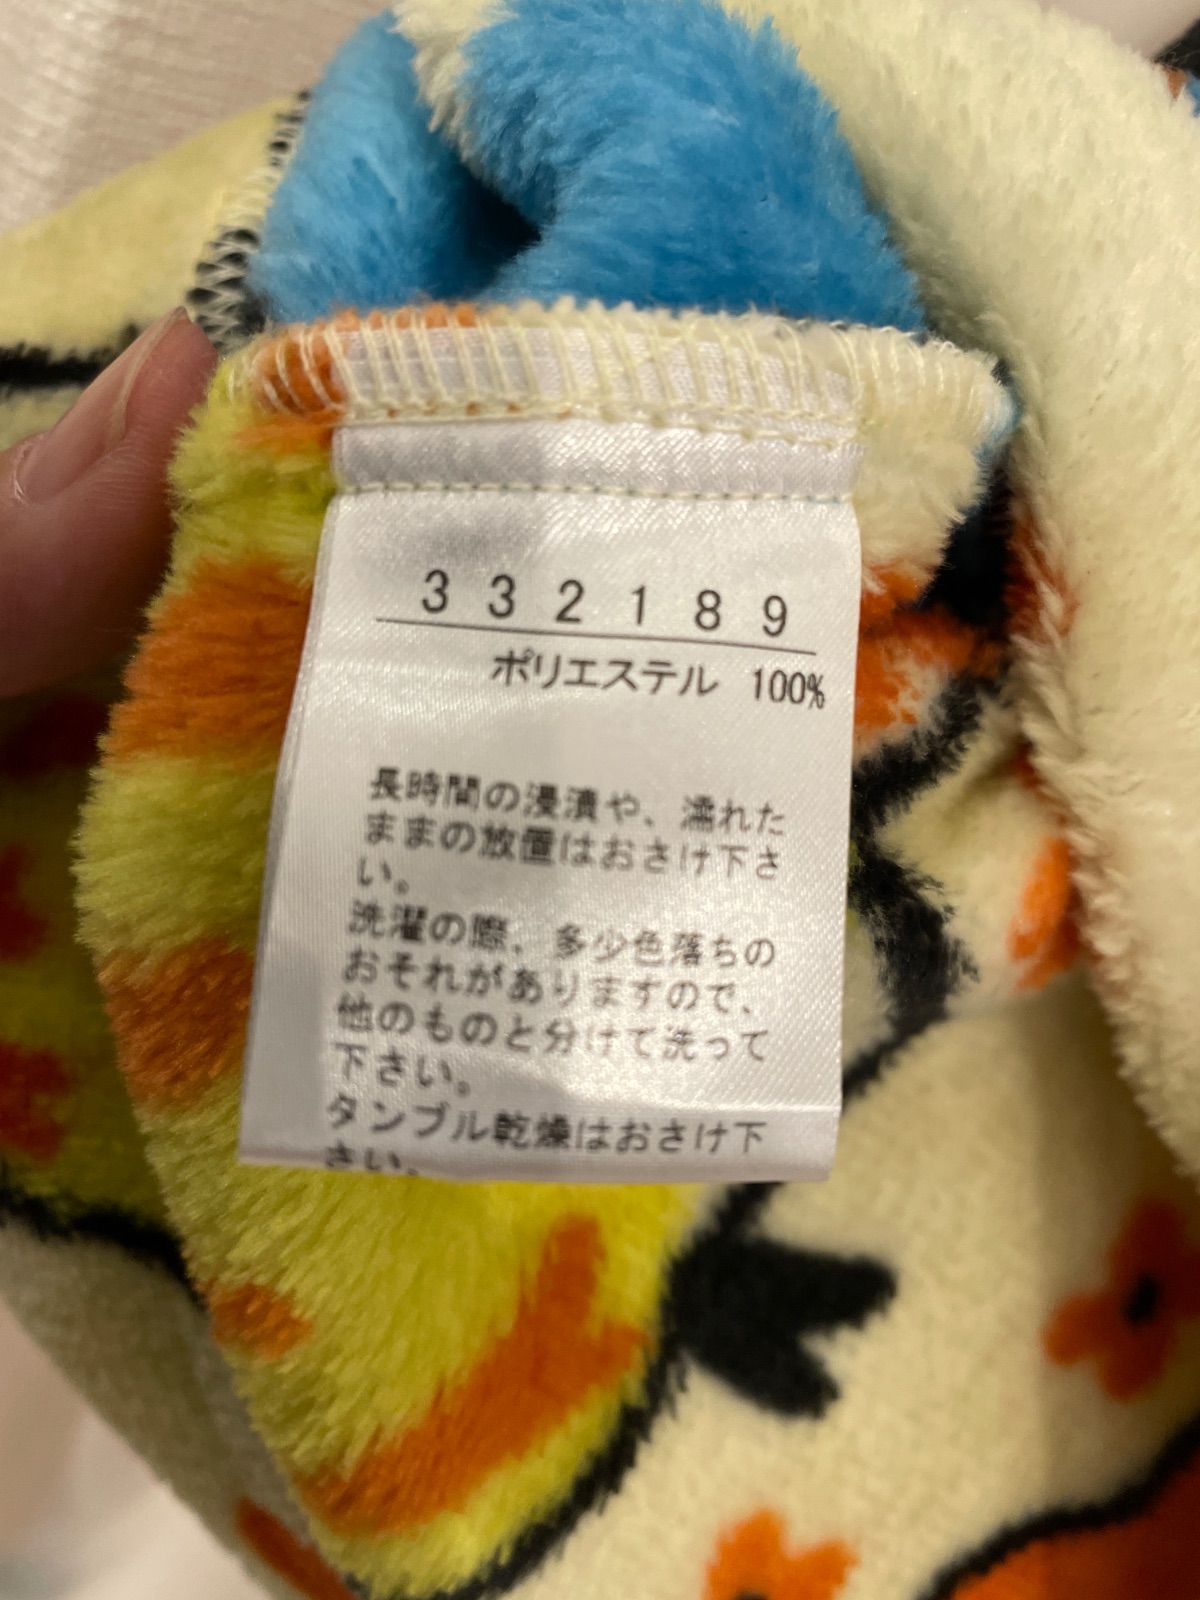 332189
ポリエステル 100%
長時間の浸漬や、濡れた
ままの放置はおさけ下さ
い。
洗濯の際、多少色落ちの
おそれがありますので、
他のものと分けて洗って
下さい。
タンブル乾燥はおさけ下
さい。